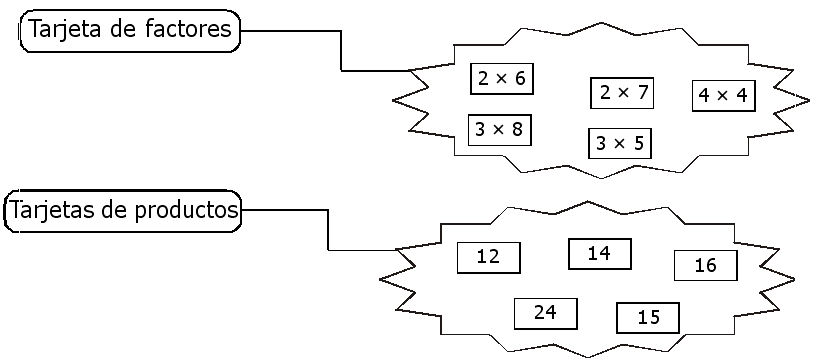 Tarjeta de factores
2 × 6
2 × 7
4 × 4
3 × 8
3 × 5
Tarjetas de productos
12
14
16
24
15